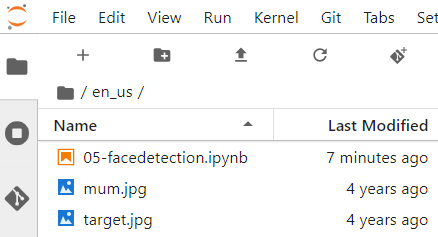 File Edit View Run Kernel Git Tabs Set
/ en_us /
Name Last Modified
05-facedetection.ipynb 7 minutes ago
mum.jpg 4 years ago
target.jpg 4 years ago